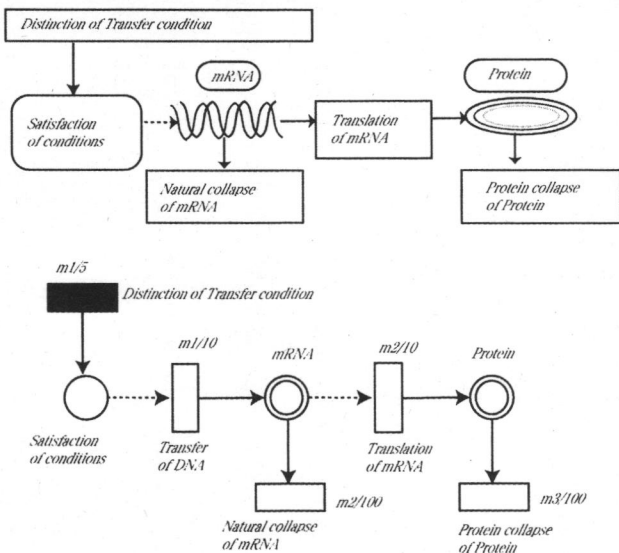 Distinction of Transfer condition
mRNA
Protein
Satisfaction
of conditions
Translation
of mRNA
Natural collapse
of mRNA
Protein collapse
of Protein
m1/5
Distinction of Transfer condition
m1/10
mRNA
m2/10
Protein
Satisfaction
of conditions
Transfer
of DNA
Translation
of mRNA
m2/100
m3/100
Natural collapse
of mRNA
Protein collapse
of Protein